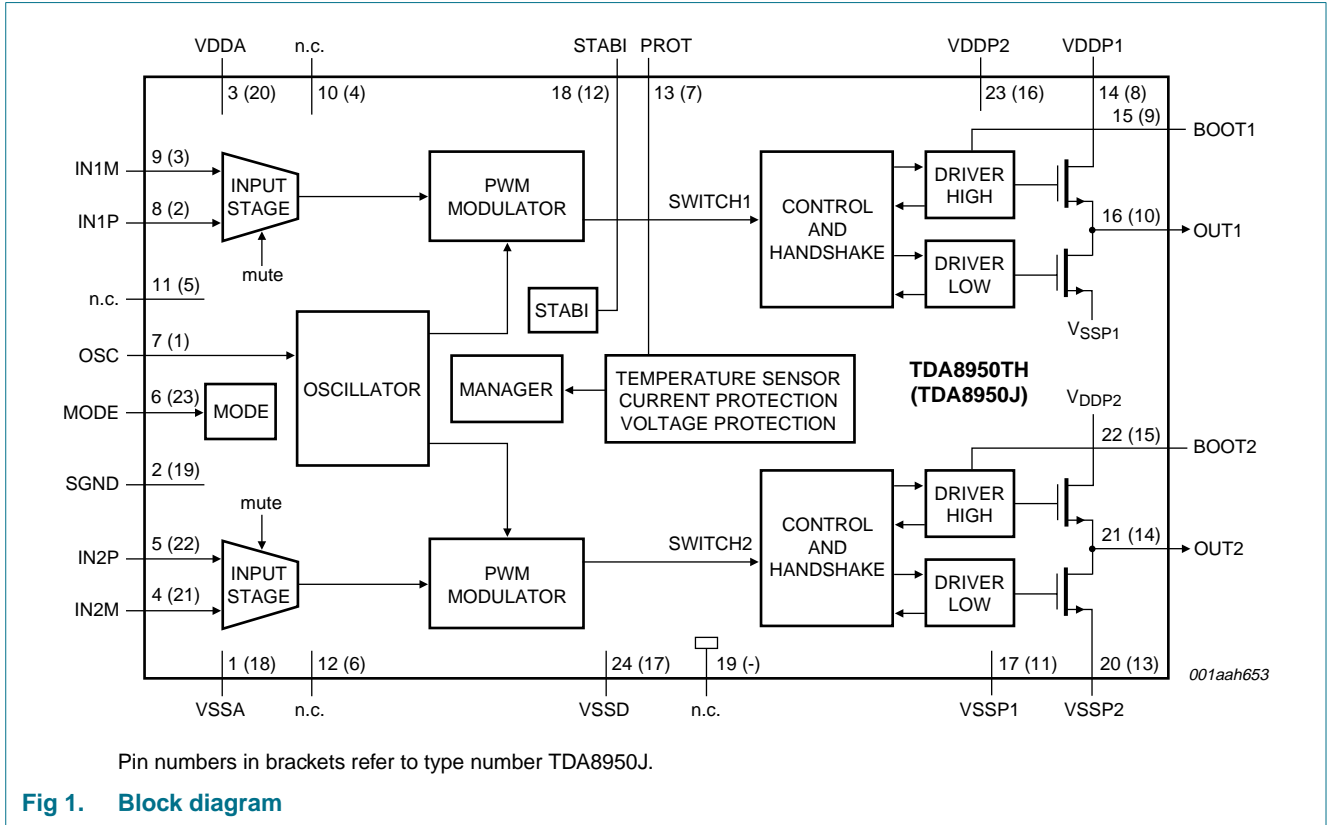 VDDA n.c. STABI PROT VDDP2 VDDP1
3 (20) 10 (4) 18 (12) 13 (7) 23 (16) 14 (8)
15 (9)
BOOT1
IN1M
9 (3)
INPUT
STAGE
PWM
MODULATOR
DRIVER
HIGH
IN1P
8 (2)
SWITCH1
CONTROL
AND
HANDSHAKE
16 (10)
OUT1
mute
DRIVER
LOW
n.c.
11 (5)
STABI
VSSP1
OSC
7 (1)
OSCILLATOR
MANAGER
TEMPERATURE SENSOR
CURRENT PROTECTION
VOLTAGE PROTECTION
TDA8950TH
(TDA8950J)
MODE
6 (23)
MODE
VDDP2
22 (15)
BOOT2
SGND
2 (19)
mute
DRIVER
HIGH
IN2P
5 (22)
INPUT
STAGE
PWM
MODULATOR
SWITCH2
CONTROL
AND
HANDSHAKE
21 (14)
OUT2
IN2M
4 (21)
DRIVER
LOW
1 (18) 12 (6) 24 (17) 19 (-) 17 (11) 20 (13)
001aah653
VSSA n.c. VSSD n.c. VSSP1 VSSP2
Pin numbers in brackets refer to type number TDA8950J.
Fig 1. Block diagram